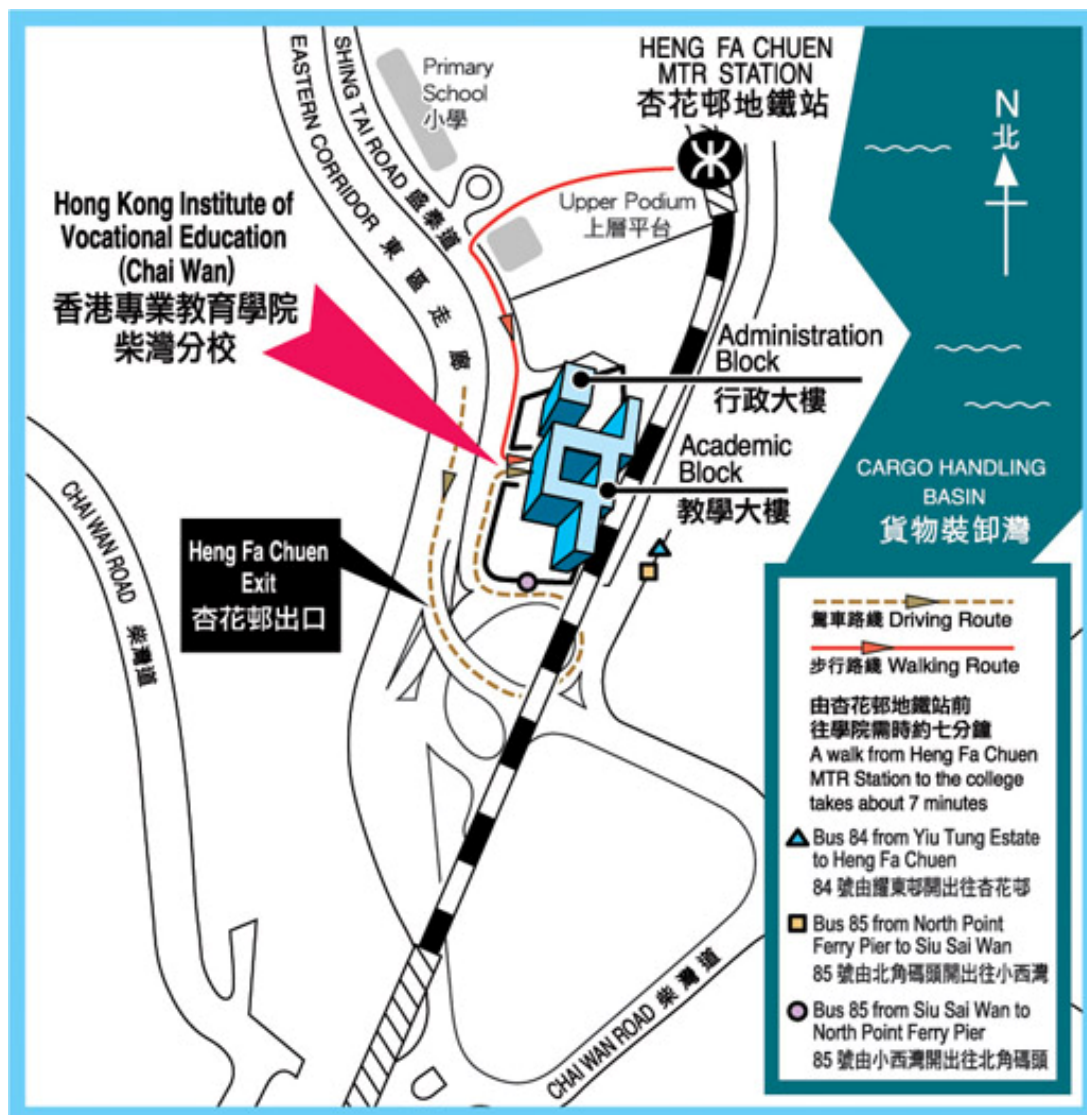 Primary
School
小學
HENG FA CHUEN
MTR STATION
杏花邨地鐵站
N
北
SHING TAI ROAD 盛泰道
EASTERN CORRIDOR 東區走廊
Upper Podium
上層平台
Hong Kong Institute of
Vocational Education
(Chai Wan)
香港專業教育學院
柴灣分校
Administration
Block
行政大樓
Academic
Block
教學大樓
CARGO HANDLING
BASIN
貨物裝卸灣
CHAI WAN ROAD 柴灣道
Heng Fa Chuen
Exit
杏花邨出口
駕車路綫 Driving Route
步行路綫 Walking Route
由杏花邨地鐵站前
往學院需時約七分鐘
A walk from Heng Fa Chuen
MTR Station to the college
takes about 7 minutes
Bus 84 from Yiu Tung Estate
to Heng Fa Chuen
84 號由耀東邨開出往杏花邨
Bus 85 from North Point
Ferry Pier to Siu Sai Wan
85 號由北角碼頭開出往小西灣
Bus 85 from Siu Sai Wan to
North Point Ferry Pier
85 號由小西灣開出往北角碼頭
CHAI WAN ROAD 柴灣道